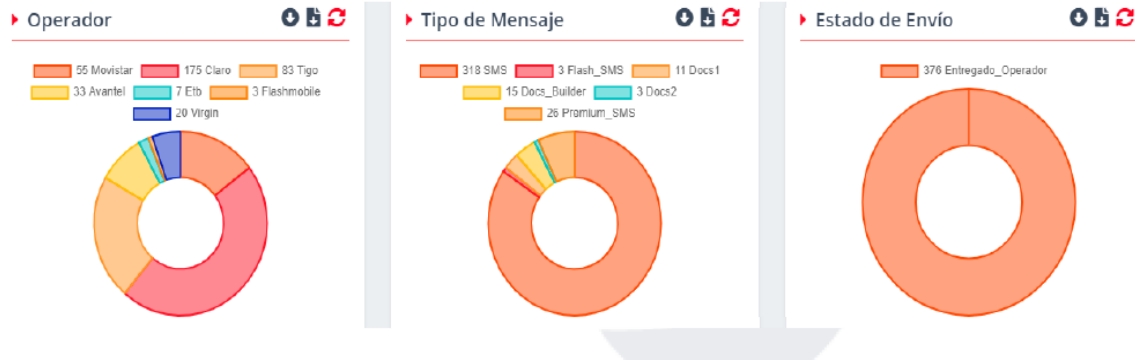 Operador
55 Movistar 175 Claro 83 Tigo
33 Avantel 7 Etb 3 Flashmobile
20 Virgin
Tipo de Mensaje
318 SMS 3 Flash_SMS 11 Docs1
15 Docs_Builder 3 Docs2
26 Premium_SMS
Estado de Envío
376 Entregado_Operador